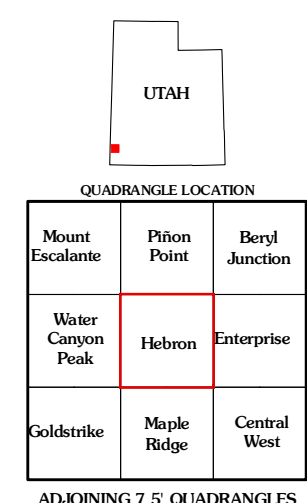 UTAH
QUADRANGLE LOCATION
Mount
Escalante
Piñon
Point
Beryl
Junction
Water
Canyon
Peak
Hebron
Enterprise
Goldstrike
Maple
Ridge
Central
West
ADJOINING 7.5' QUADRANGLES